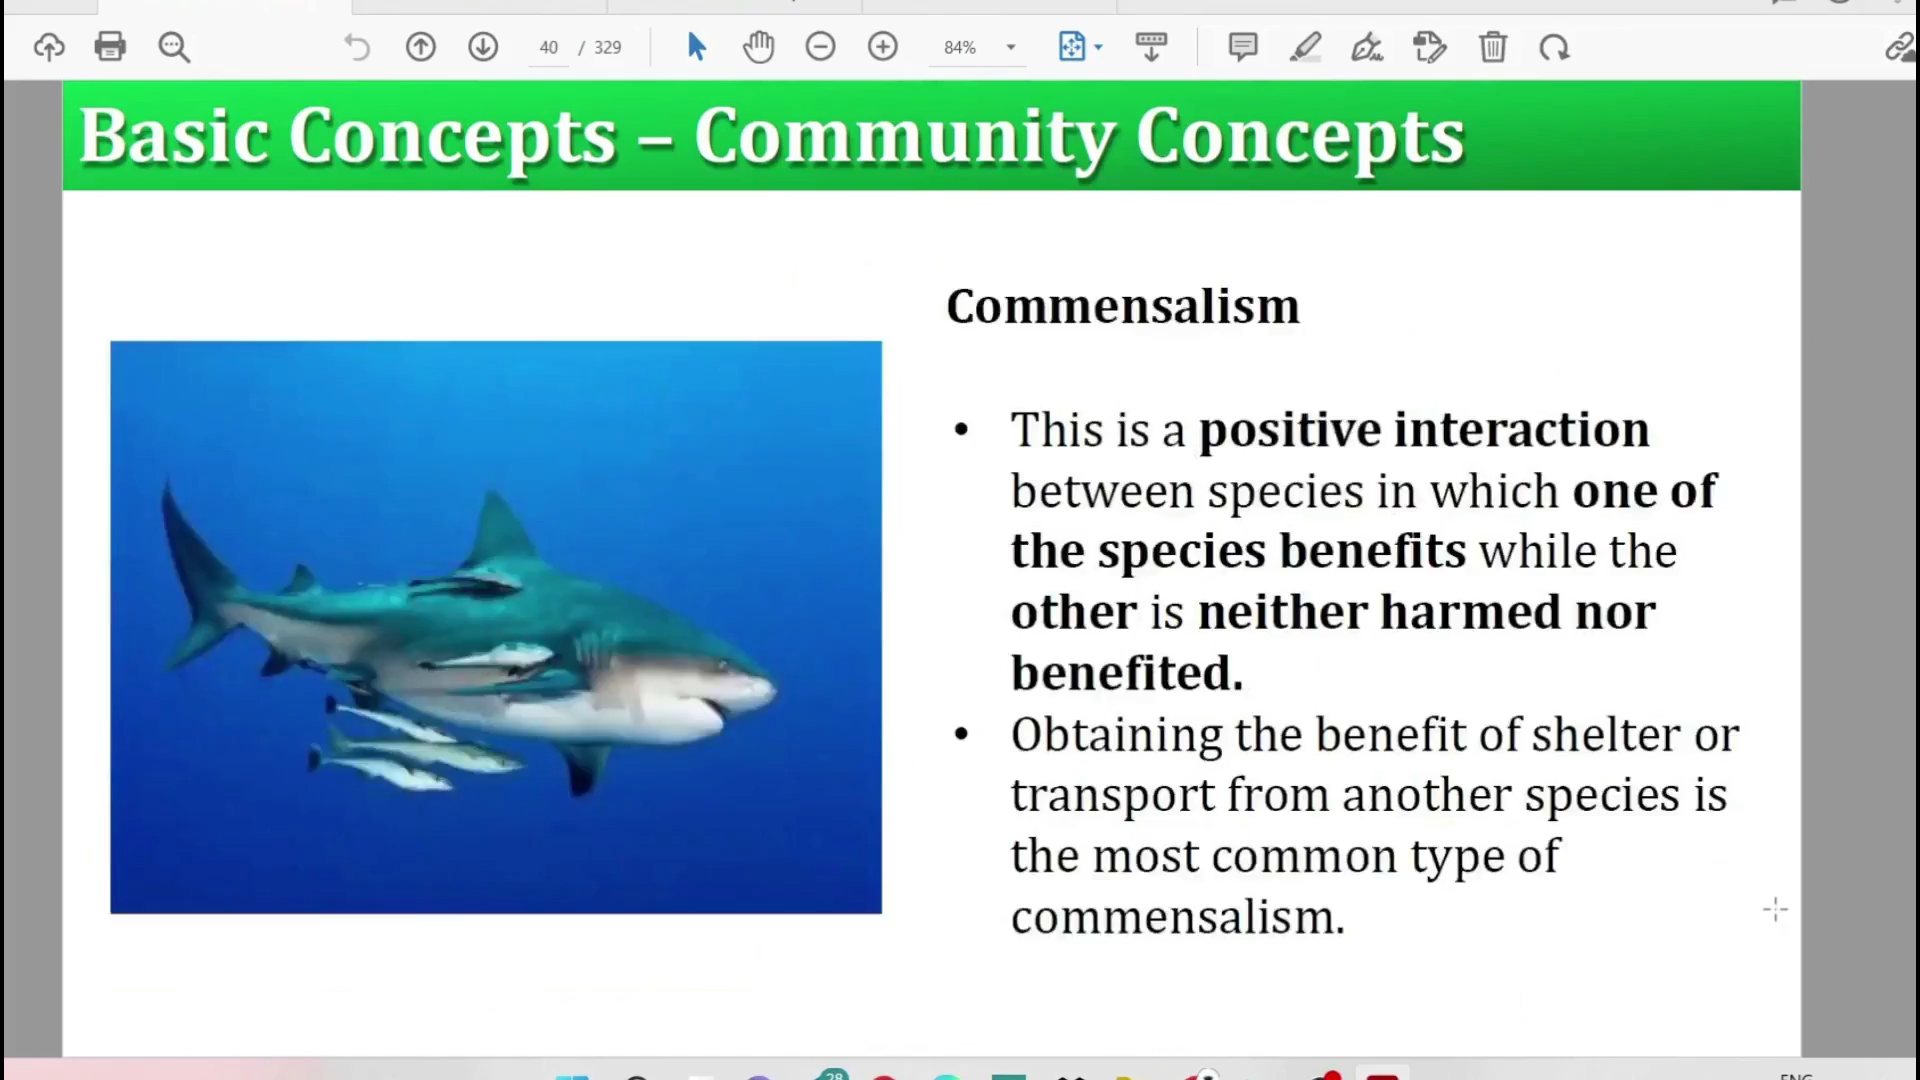 40 / 329
84%
Basic Concepts – Community Concepts
Commensalism
• This is a positive interaction
between species in which one of
the species benefits while the
other is neither harmed nor
benefited.
• Obtaining the benefit of shelter or
transport from another species is
the most common type of
commensalism.
28
ENG